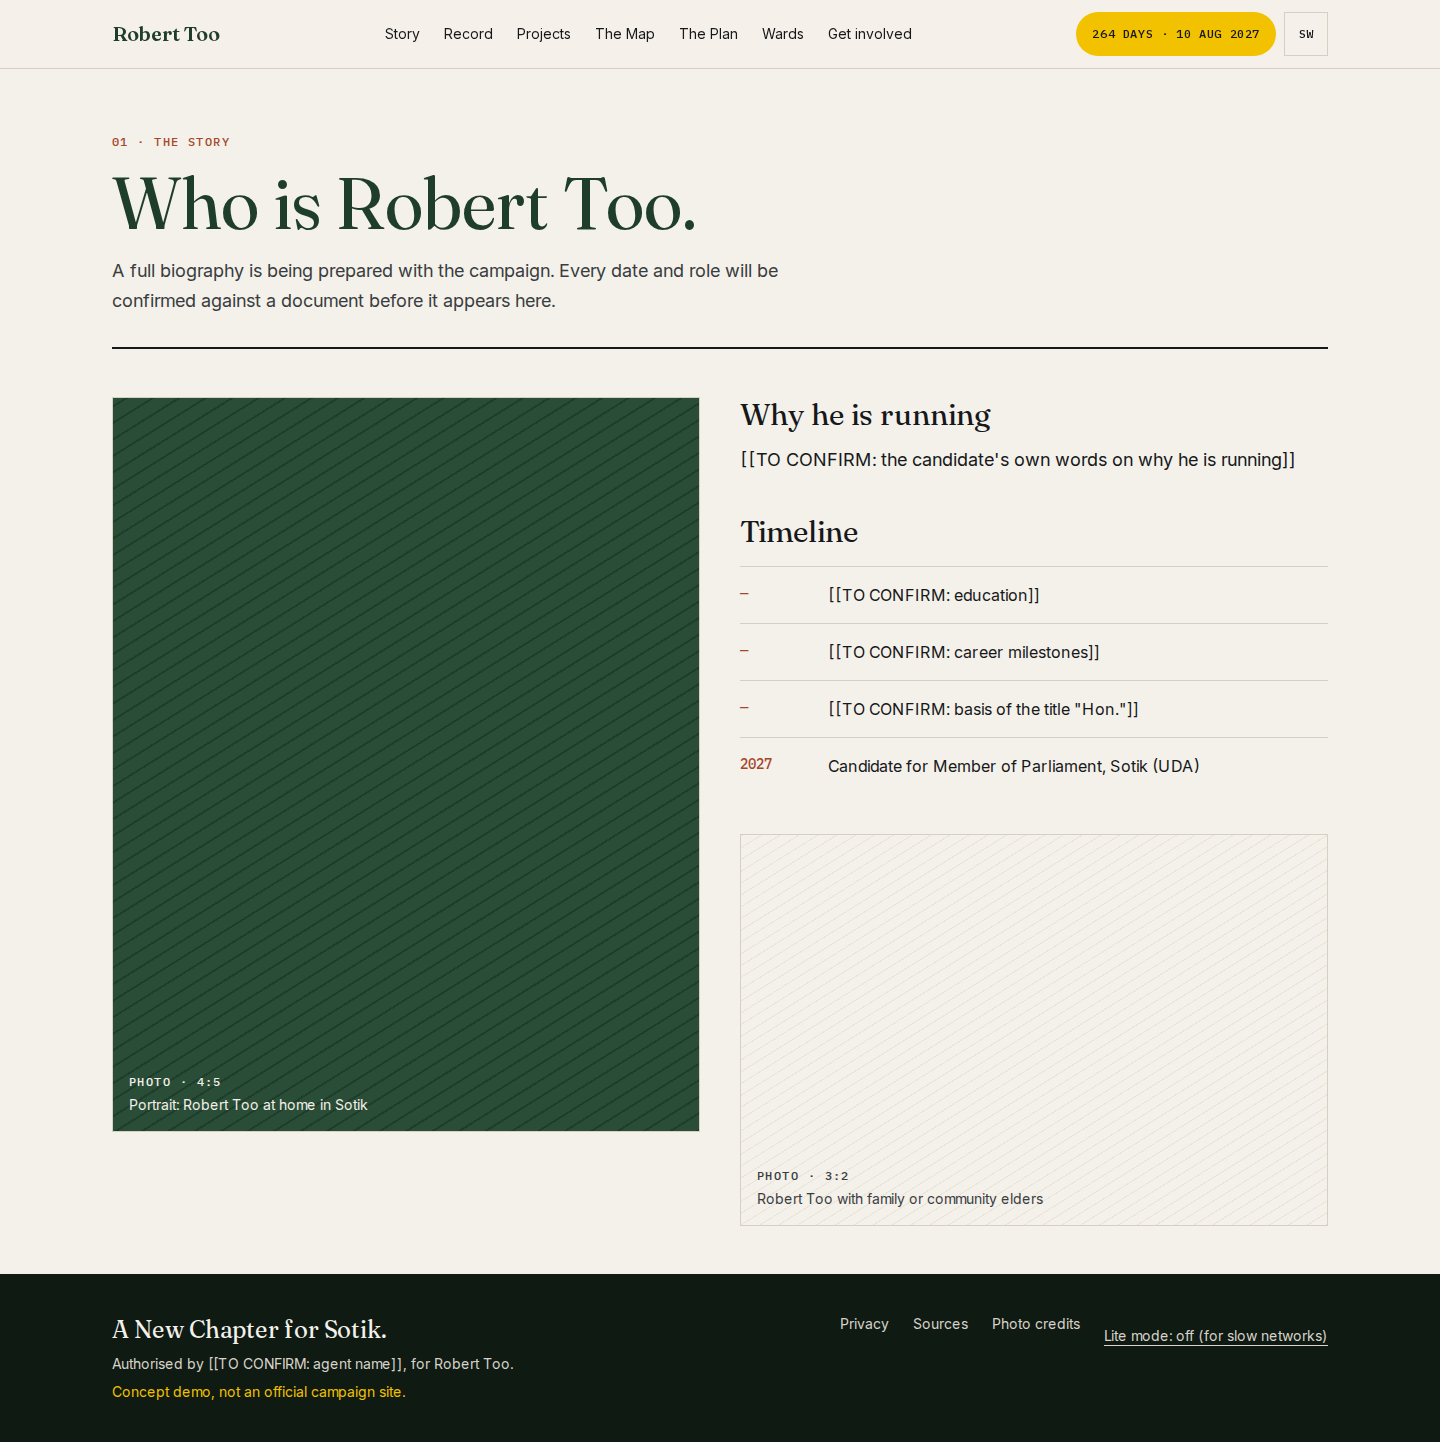 Robert Too
Story Record Projects The Map The Plan Wards Get involved
264 DAYS · 10 AUG 2027
SW
01 · THE STORY
Who is Robert Too.
A full biography is being prepared with the campaign. Every date and role will be
confirmed against a document before it appears here.
PHOTO · 4:5
Portrait: Robert Too at home in Sotik
Why he is running
[[TO CONFIRM: the candidate's own words on why he is running]]
Timeline
— [[TO CONFIRM: education]]
— [[TO CONFIRM: career milestones]]
— [[TO CONFIRM: basis of the title "Hon."]]
2027 Candidate for Member of Parliament, Sotik (UDA)
PHOTO · 3:2
Robert Too with family or community elders
A New Chapter for Sotik.
Authorised by [[TO CONFIRM: agent name]], for Robert Too.
Concept demo, not an official campaign site.
Privacy Sources Photo credits Lite mode: off (for slow networks)